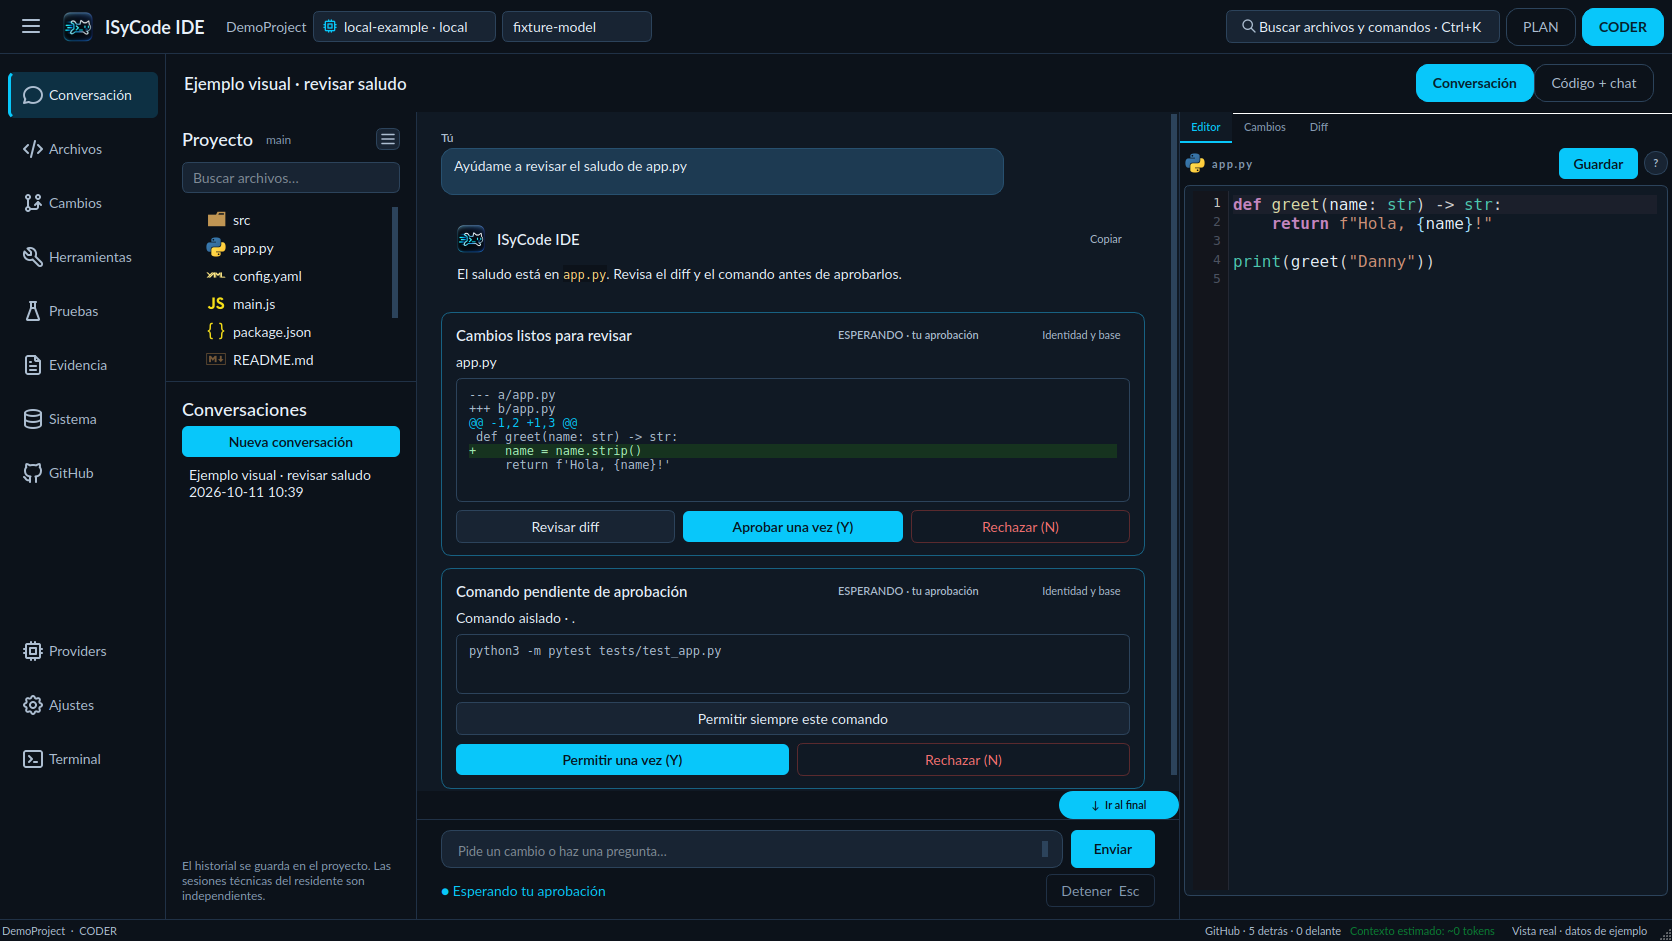 ISyCode IDE
DemoProject
local-example · local
fixture-model
Buscar archivos y comandos · Ctrl+K
PLAN
CODER
Conversación
Archivos
Cambios
Herramientas
Pruebas
Evidencia
Sistema
GitHub
Providers
Ajustes
Terminal
Ejemplo visual · revisar saludo
Conversación
Código + chat
Proyecto main
Buscar archivos...
src
app.py
config.yaml
JS main.js
{ } package.json
README.md
Conversaciones
Nueva conversación
Ejemplo visual · revisar saludo
2026-10-11 10:39
El historial se guarda en el proyecto. Las
sesiones técnicas del residente son
independientes.
Tú
Ayúdame a revisar el saludo de app.py
ISyCode IDE
Copiar
El saludo está en app.py. Revisa el diff y el comando antes de aprobarlos.
Cambios listos para revisar
ESPERANDO · tu aprobación
Identidad y base
app.py
--- a/app.py
+++ b/app.py
@@ -1,2 +1,3 @@
def greet(name: str) -> str:
+    name = name.strip()
return f'Hola, {name}!'
Revisar diff
Aprobar una vez (Y)
Rechazar (N)
Comando pendiente de aprobación
ESPERANDO · tu aprobación
Identidad y base
Comando aislado · .
python3 -m pytest tests/test_app.py
Permitir siempre este comando
Permitir una vez (Y)
Rechazar (N)
↓ Ir al final
Pide un cambio o haz una pregunta...
Enviar
● Esperando tu aprobación
Detener Esc
Editor
Cambios
Diff
app.py
Guardar
?
1 def greet(name: str) -> str:
2     return f"Hola, {name}!"
3
4 print(greet("Danny"))
5
DemoProject · CODER
GitHub · 5 detrás · 0 delante
Contexto estimado: ~0 tokens
Vista real · datos de ejemplo